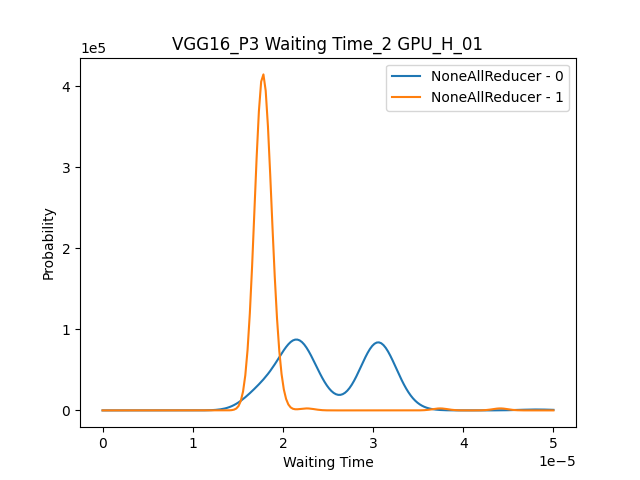 VGG16_P3 Waiting Time_2 GPU_H_01
1e5
NoneAllReducer - 0
NoneAllReducer - 1
4
3
2
1
0
Probability
0 1 2 3 4 5
1e−5
Waiting Time